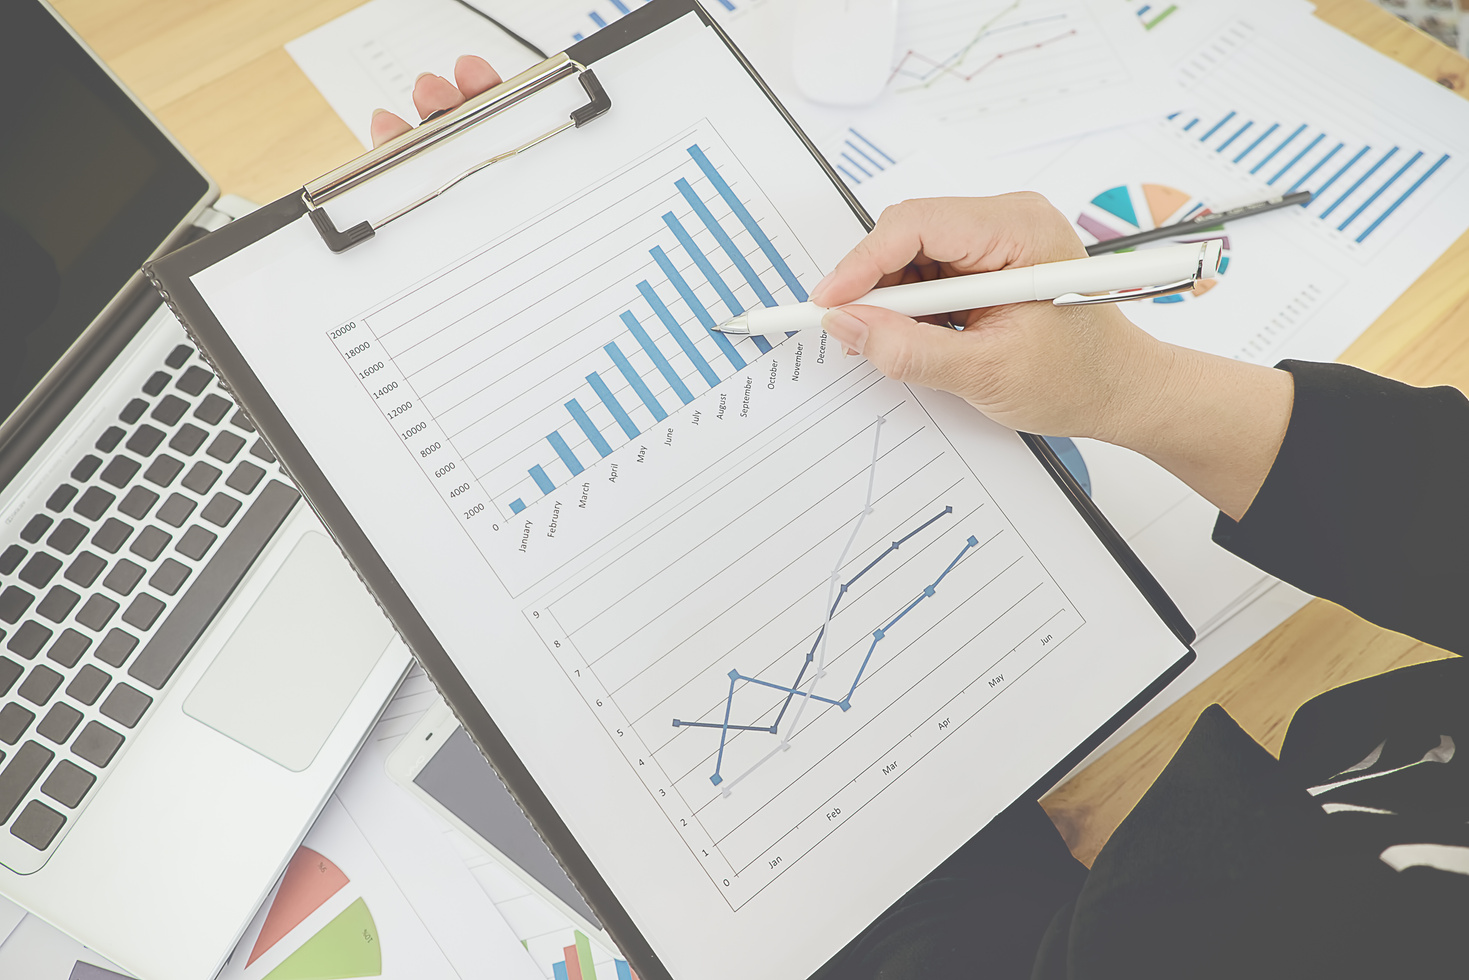 20000
18000
16000
14000
12000
10000
8000
6000
4000
2000
0
January
February
March
April
May
June
July
August
September
October
November
Decembe
9
8
7
6
5
4
3
2
1
0
Jan
Feb
Mar
Apr
May
Jun
10%